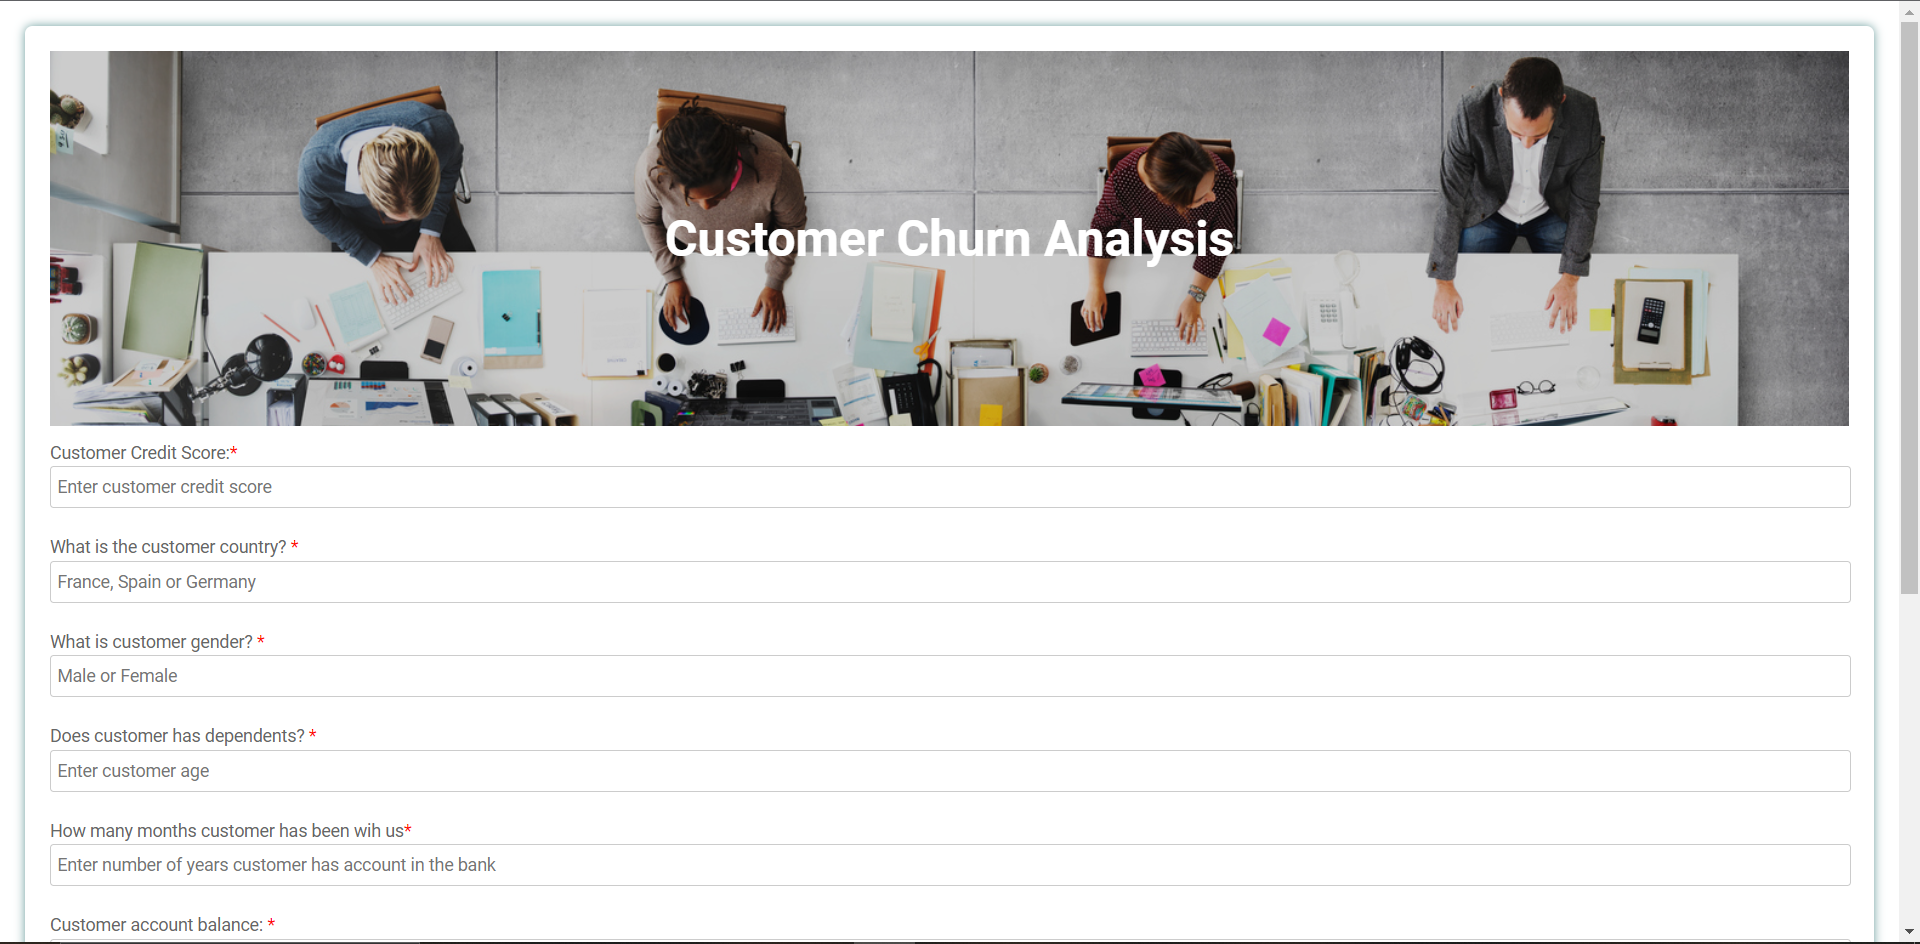 Customer Churn Analysis
Customer Credit Score:*
Enter customer credit score
What is the customer country? *
France, Spain or Germany
What is customer gender? *
Male or Female
Does customer has dependents? *
Enter customer age
How many months customer has been wih us*
Enter number of years customer has account in the bank
Customer account balance: *